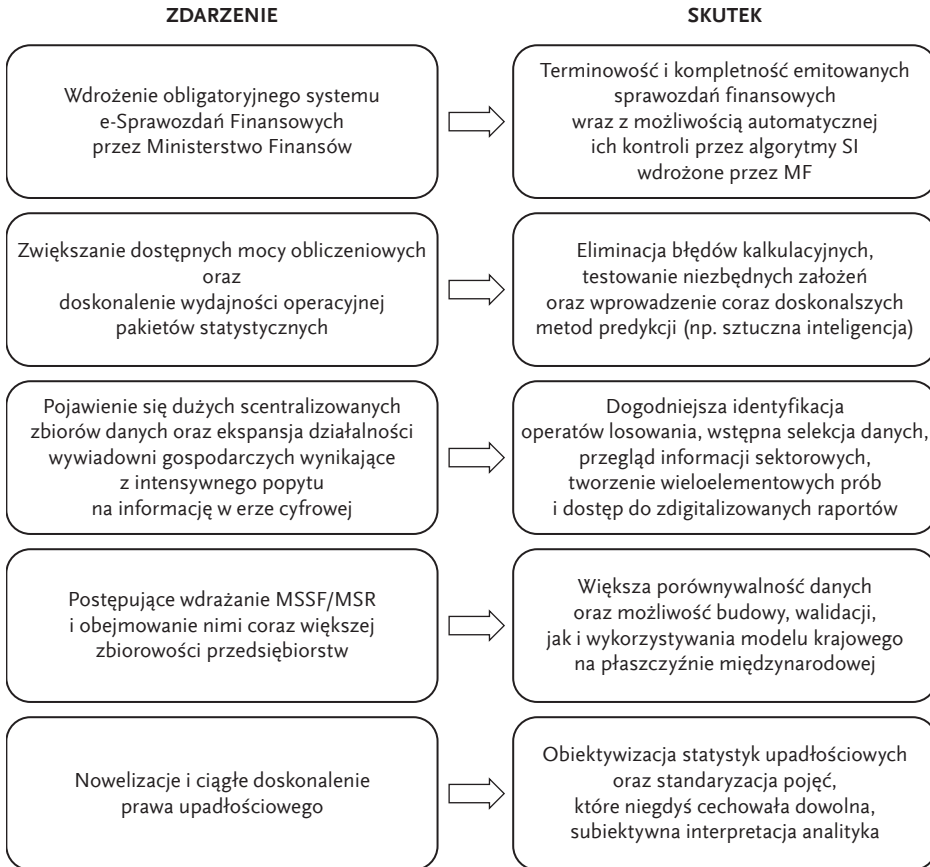 ZDARZENIE
SKUTEK
Wdrożenie obligatoryjnego systemu
e-Sprawozdań Finansowych
przez Ministerstwo Finansów
Terminowość i kompletność emitowanych
sprawozdań finansowych
wraz z możliwością automatycznej
ich kontroli przez algorytmy SI
wdrożone przez MF
Zwiększanie dostępnych mocy obliczeniowych
oraz
doskonalenie wydajności operacyjnej
pakietów statystycznych
Eliminacja błędów kalkulacyjnych,
testowanie niezbędnych założeń
oraz wprowadzenie coraz doskonalszych
metod predykcji (np. sztuczna inteligencja)
Pojawienie się dużych scentralizowanych
zbiorów danych oraz ekspansja działalności
wywiadowni gospodarczych wynikające
z intensywnego popytu
na informację w erze cyfrowej
Dogodniejsza identyfikacja
operatów losowania, wstępna selekcja danych,
przegląd informacji sektorowych,
tworzenie wieloelementowych prób
i dostęp do zdigitalizowanych raportów
Postępujące wdrażanie MSSF/MSR
i obejmowanie nimi coraz większej
zbiorowości przedsiębiorstw
Większa porównywalność danych
oraz możliwość budowy, walidacji,
jak i wykorzystywania modelu krajowego
na płaszczyźnie międzynarodowej
Nowelizacje i ciągłe doskonalenie
prawa upadłościowego
Obiektywizacja statystyk upadłościowych
oraz standaryzacja pojęć,
które niegdyś cechowała dowolna,
subiektywna interpretacja analityka